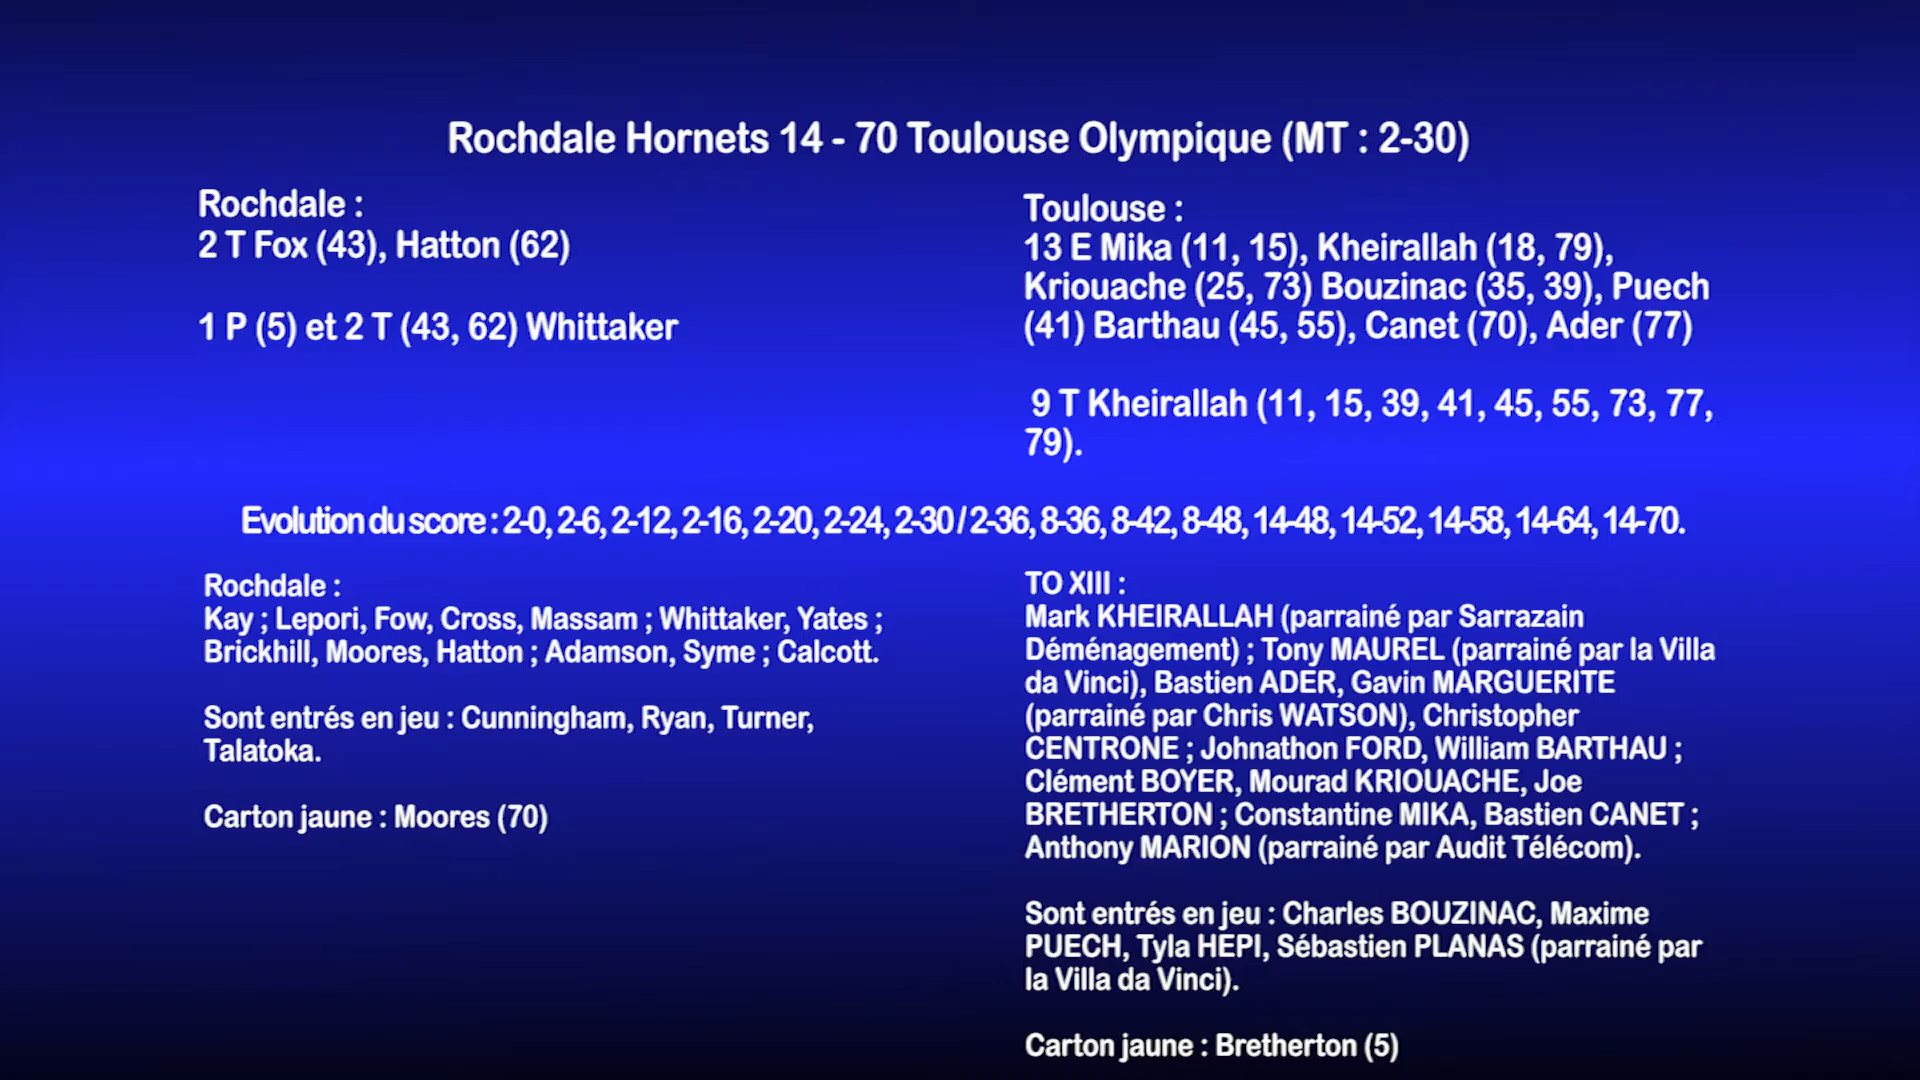 Rochdale Hornets 14 - 70 Toulouse Olympique (MT : 2-30)
Rochdale :
2 T Fox (43), Hatton (62)
1 P (5) et 2 T (43, 62) Whittaker
Toulouse :
13 E Mika (11, 15), Kheirallah (18, 79),
Kriouache (25, 73) Bouzinac (35, 39), Puech
(41) Barthau (45, 55), Canet (70), Ader (77)
9 T Kheirallah (11, 15, 39, 41, 45, 55, 73, 77,
79).
Evolution du score : 2-0, 2-6, 2-12, 2-16, 2-20, 2-24, 2-30 / 2-36, 8-36, 8-42, 8-48, 14-48, 14-52, 14-58, 14-64, 14-70.
Rochdale :
Kay ; Lepori, Fow, Cross, Massam ; Whittaker, Yates ;
Brickhill, Moores, Hatton ; Adamson, Syme ; Calcott.
Sont entrés en jeu : Cunningham, Ryan, Turner,
Talatoka.
Carton jaune : Moores (70)
TO XIII :
Mark KHEIRALLAH (parrainé par Sarrazain
Déménagement) ; Tony MAUREL (parrainé par la Villa
da Vinci), Bastien ADER, Gavin MARGUERITE
(parrainé par Chris WATSON), Christopher
CENTRONE ; Johnathon FORD, William BARTHAU ;
Clément BOYER, Mourad KRIOUACHE, Joe
BRETHERTON ; Constantine MIKA, Bastien CANET ;
Anthony MARION (parrainé par Audit Télécom).
Sont entrés en jeu : Charles BOUZINAC, Maxime
PUECH, Tyla HEPI, Sébastien PLANAS (parrainé par
la Villa da Vinci).
Carton jaune : Bretherton (5)